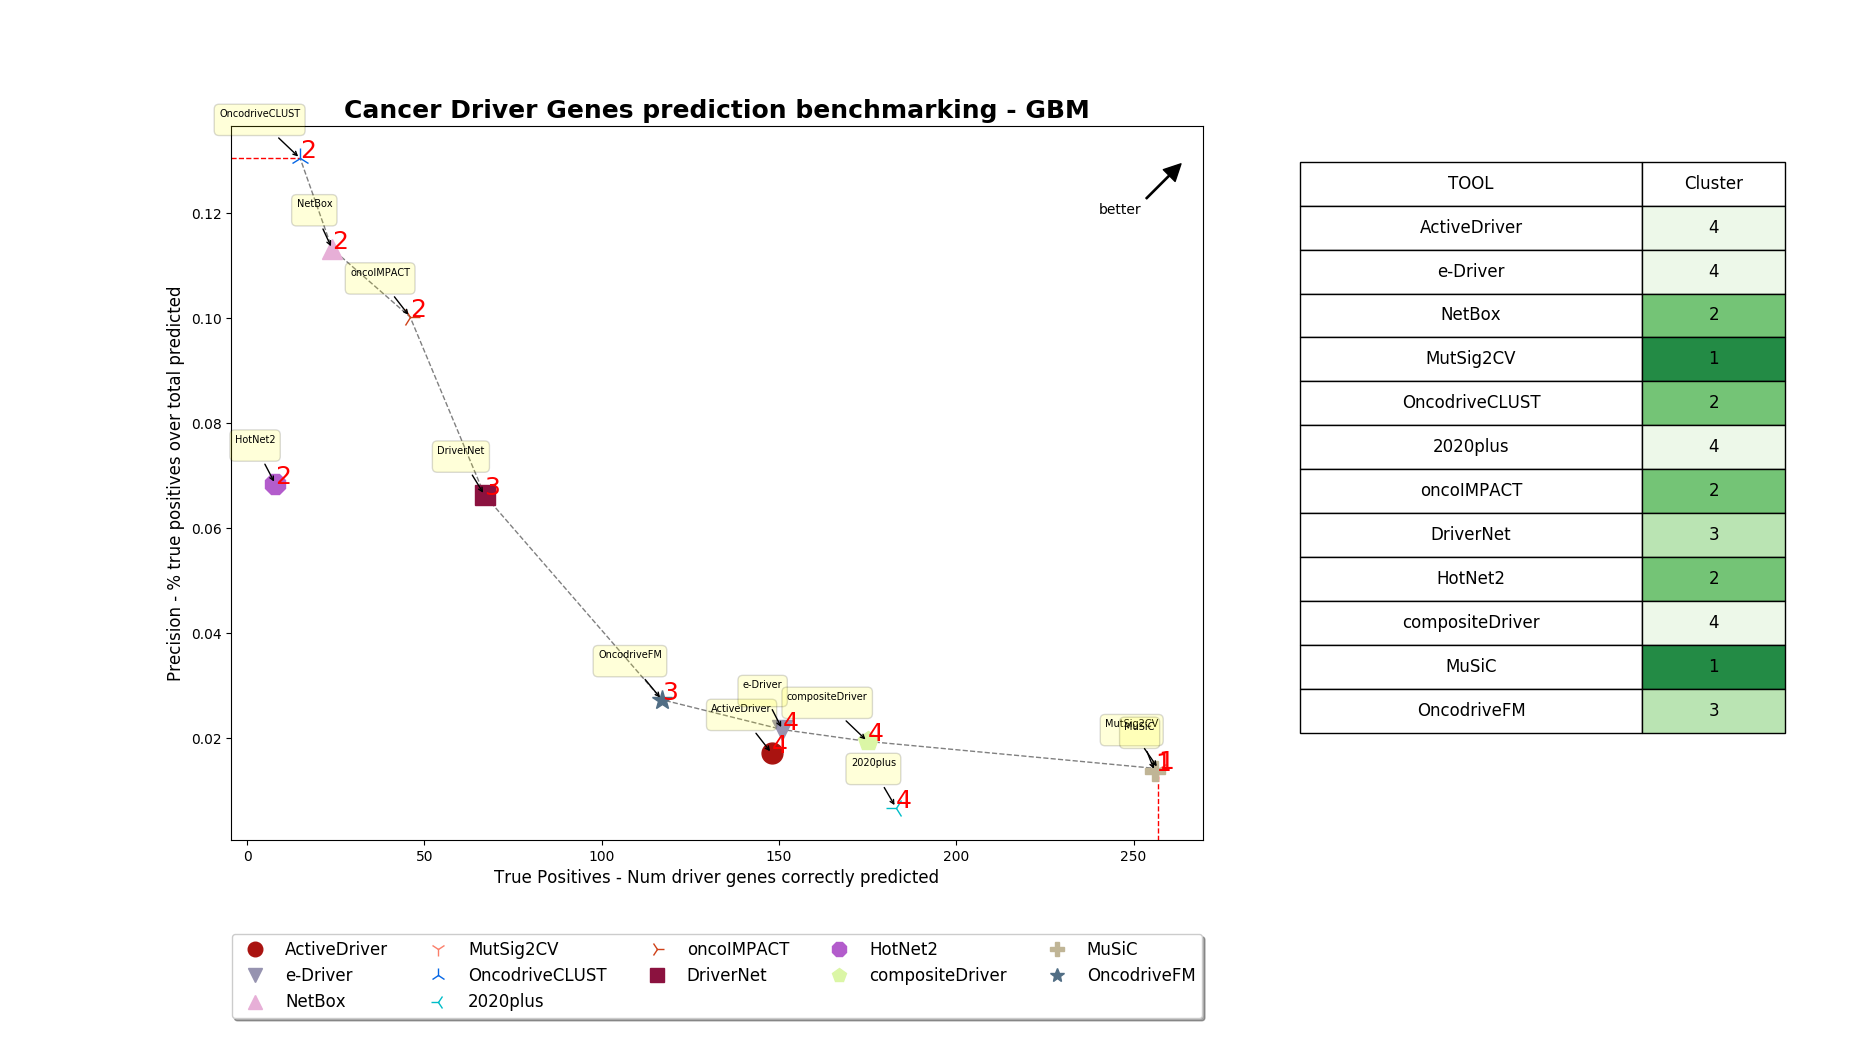 Cancer Driver Genes prediction benchmarking - GBM
OncodriveCLUST
2
NetBox
2
oncoIMPACT
2
HotNet2
2
DriverNet
3
OncodriveFM
3
e-Driver
4
ActiveDriver
4
compositeDriver
4
2020plus
4
MutSig2CV
1
MuSiC
1
better
Precision - % true positives over total predicted
0.12
0.10
0.08
0.06
0.04
0.02
0 50 100 150 200 250
True Positives - Num driver genes correctly predicted
ActiveDriver MutSig2CV oncoIMPACT HotNet2 MuSiC
e-Driver OncodriveCLUST DriverNet compositeDriver OncodriveFM
NetBox 2020plus
TOOL Cluster
ActiveDriver 4
e-Driver 4
NetBox 2
MutSig2CV 1
OncodriveCLUST 2
2020plus 4
oncoIMPACT 2
DriverNet 3
HotNet2 2
compositeDriver 4
MuSiC 1
OncodriveFM 3